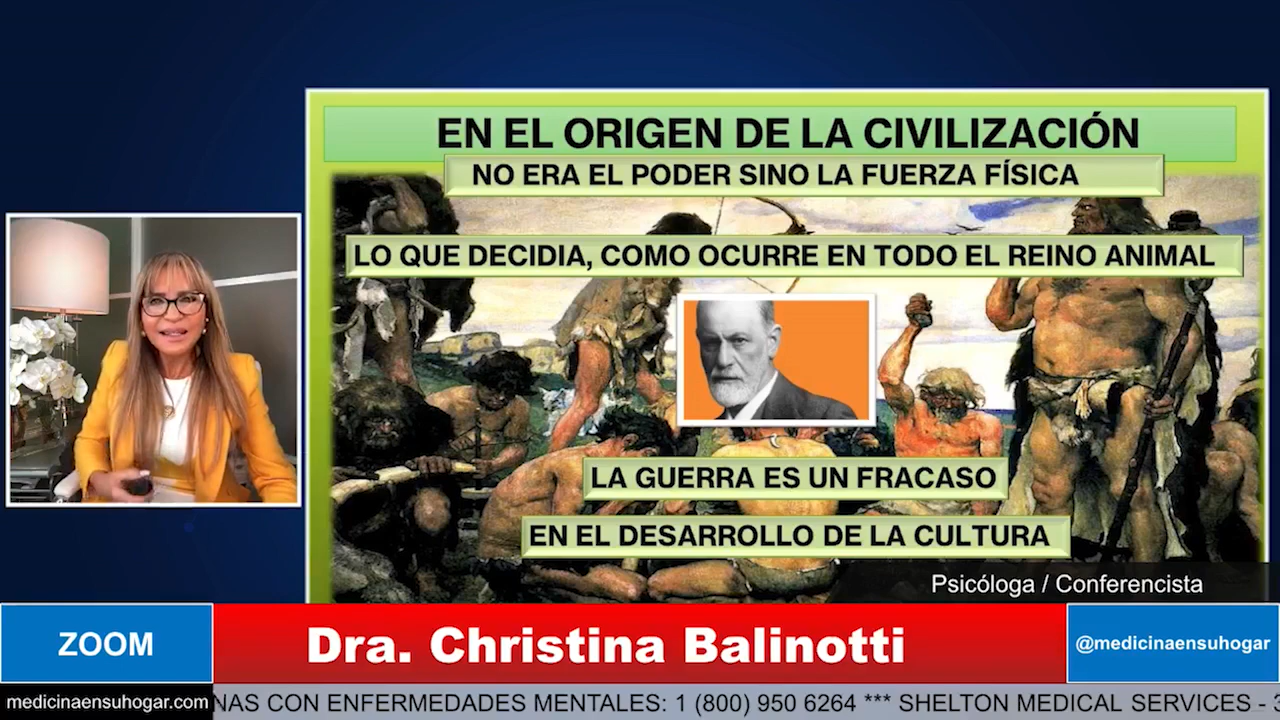 EN EL ORIGEN DE LA CIVILIZACIÓN
NO ERA EL PODER SINO LA FUERZA FÍSICA
LO QUE DECIDIA, COMO OCURRE EN TODO EL REINO ANIMAL
LA GUERRA ES UN FRACASO
EN EL DESARROLLO DE LA CULTURA
Psicóloga / Conferencista
ZOOM
Dra. Christina Balinotti
@medicinaensuhogar
medicinaensuhogar.com
NAS CON ENFERMEDADES MENTALES: 1 (800) 950 6264 *** SHELTON MEDICAL SERVICES -